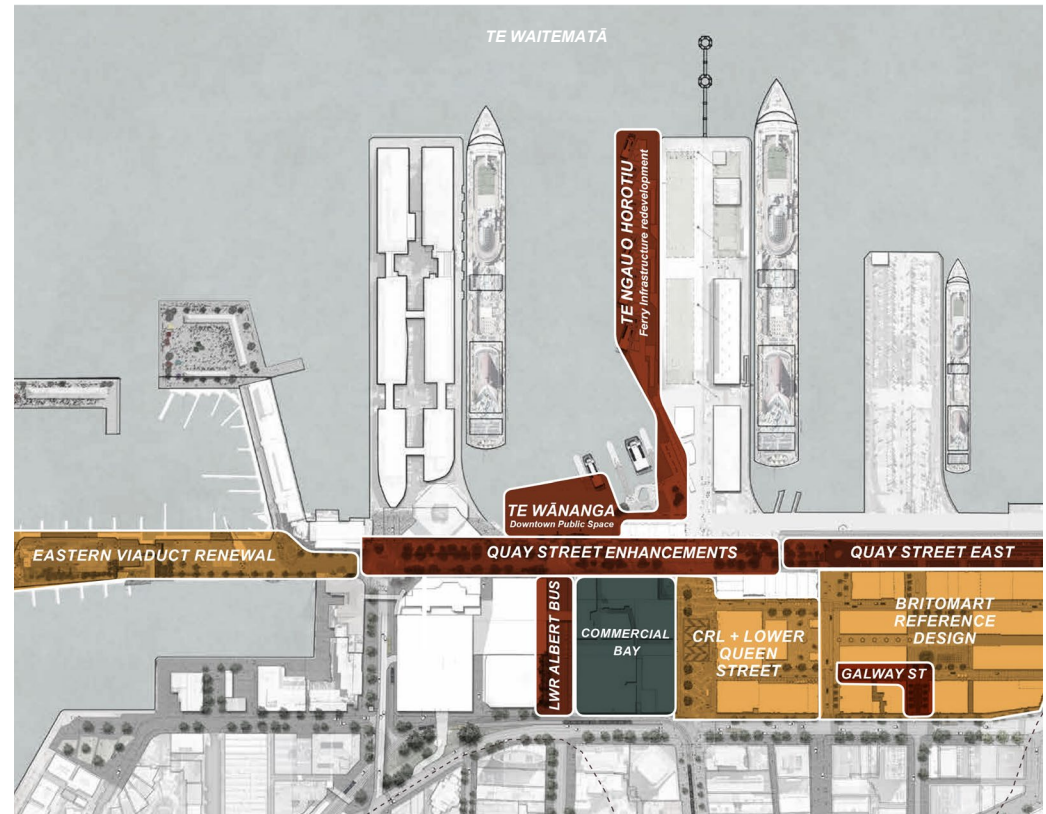 TE WAITEMATĀ
TE NGAU O HOROTIU
Ferry Infrastructure redevelopment
TE WĀNANGA
Downtown Public Space
EASTERN VIADUCT RENEWAL
QUAY STREET ENHANCEMENTS
QUAY STREET EAST
LWR ALBERT BUS
COMMERCIAL
BAY
CRL + LOWER
QUEEN
STREET
BRITOMART
REFERENCE
DESIGN
GALWAY ST